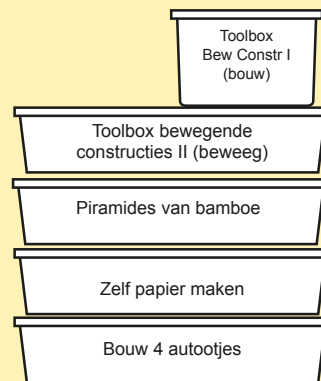 Toolbox
Bew Constr I
(bouw)
Toolbox bewegende
constructies II (beweeg)
Piramides van bamboe
Zelf papier maken
Bouw 4 autootjes